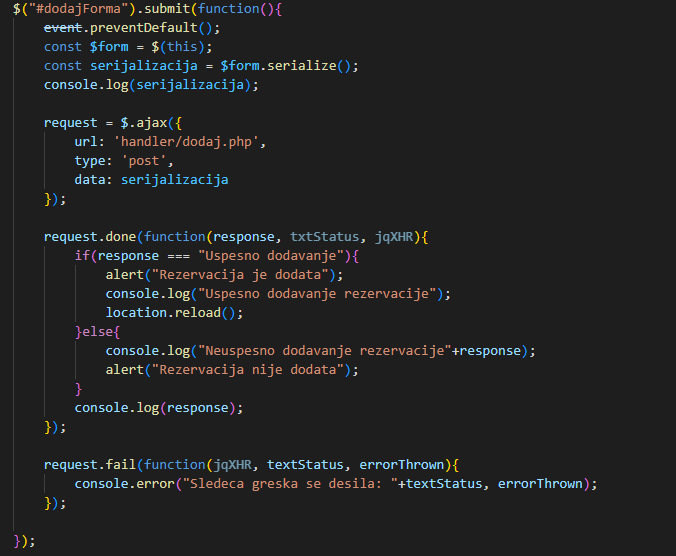 $("#dodajForma").submit(function(){
    event.preventDefault();
    const $form = $(this);
    const serijalizacija = $form.serialize();
    console.log(serijalizacija);

    request = $.ajax({
        url: 'handler/dodaj.php',
        type: 'post',
        data: serijalizacija
    });

    request.done(function(response, txtStatus, jqXHR){
        if(response === "Uspesno dodavanje"){
            alert("Rezervacija je dodata");
            console.log("Uspesno dodavanje rezervacije");
            location.reload();
        }else{
            console.log("Neuspesno dodavanje rezervacije"+response);
            alert("Rezervacija nije dodata");
        }
        console.log(response);
    });

    request.fail(function(jqXHR, textStatus, errorThrown){
        console.error("Sledeca greska se desila: "+textStatus, errorThrown);
    });

});